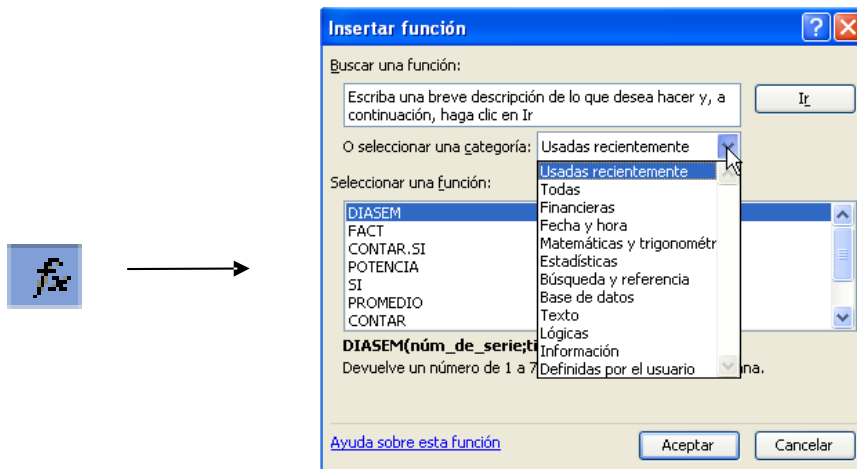 Insertar función
Buscar una función:
Escriba una breve descripción de lo que desea hacer y, a
continuación, haga clic en Ir
Ir
O seleccionar una categoría: Usadas recientemente
Usadas recientemente
Todas
Financieras
Fecha y hora
Matemáticas y trigonométr
Estadísticas
Búsqueda y referencia
Base de datos
Texto
Lógicas
Información
Definidas por el usuario
Seleccionar una función:
DIASEM
FACT
CONTAR.SI
POTENCIA
SI
PROMEDIO
CONTAR
fx
DIASEM(núm_de_serie;ti
Devuelve un número de 1 a 7 na.
Ayuda sobre esta función
Aceptar
Cancelar